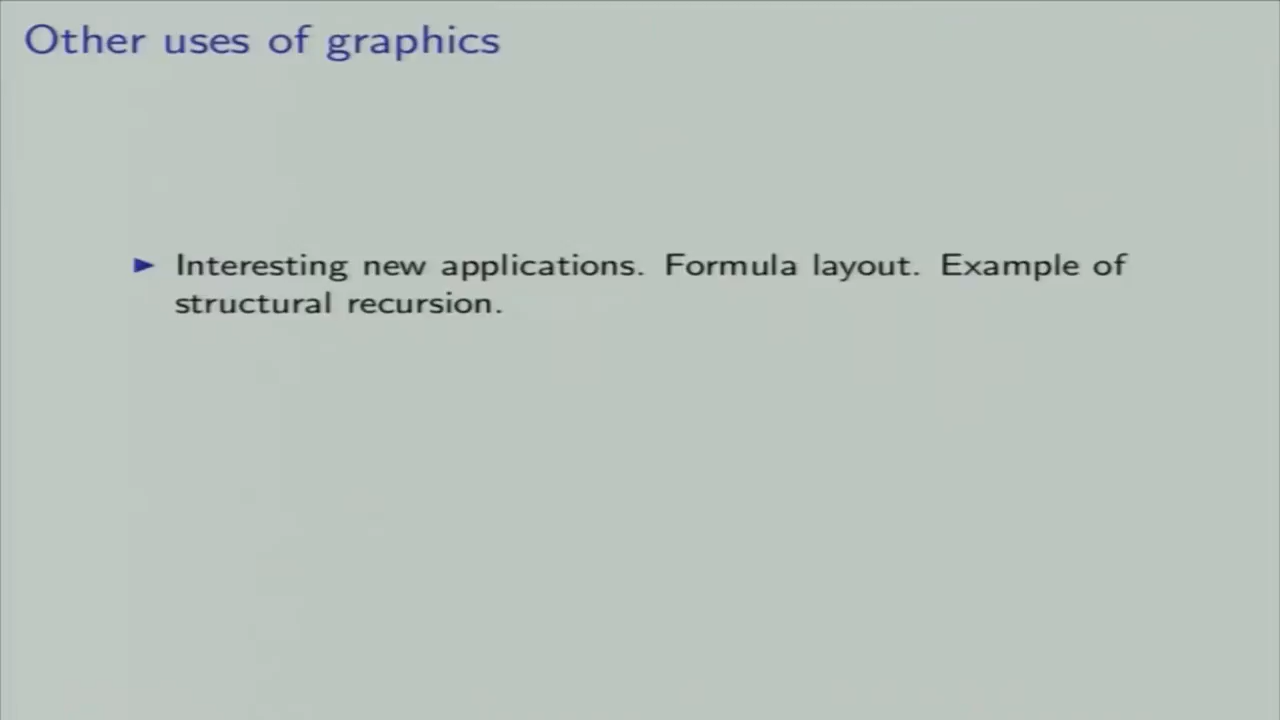 Other uses of graphics
Interesting new applications. Formula layout. Example of
structural recursion.